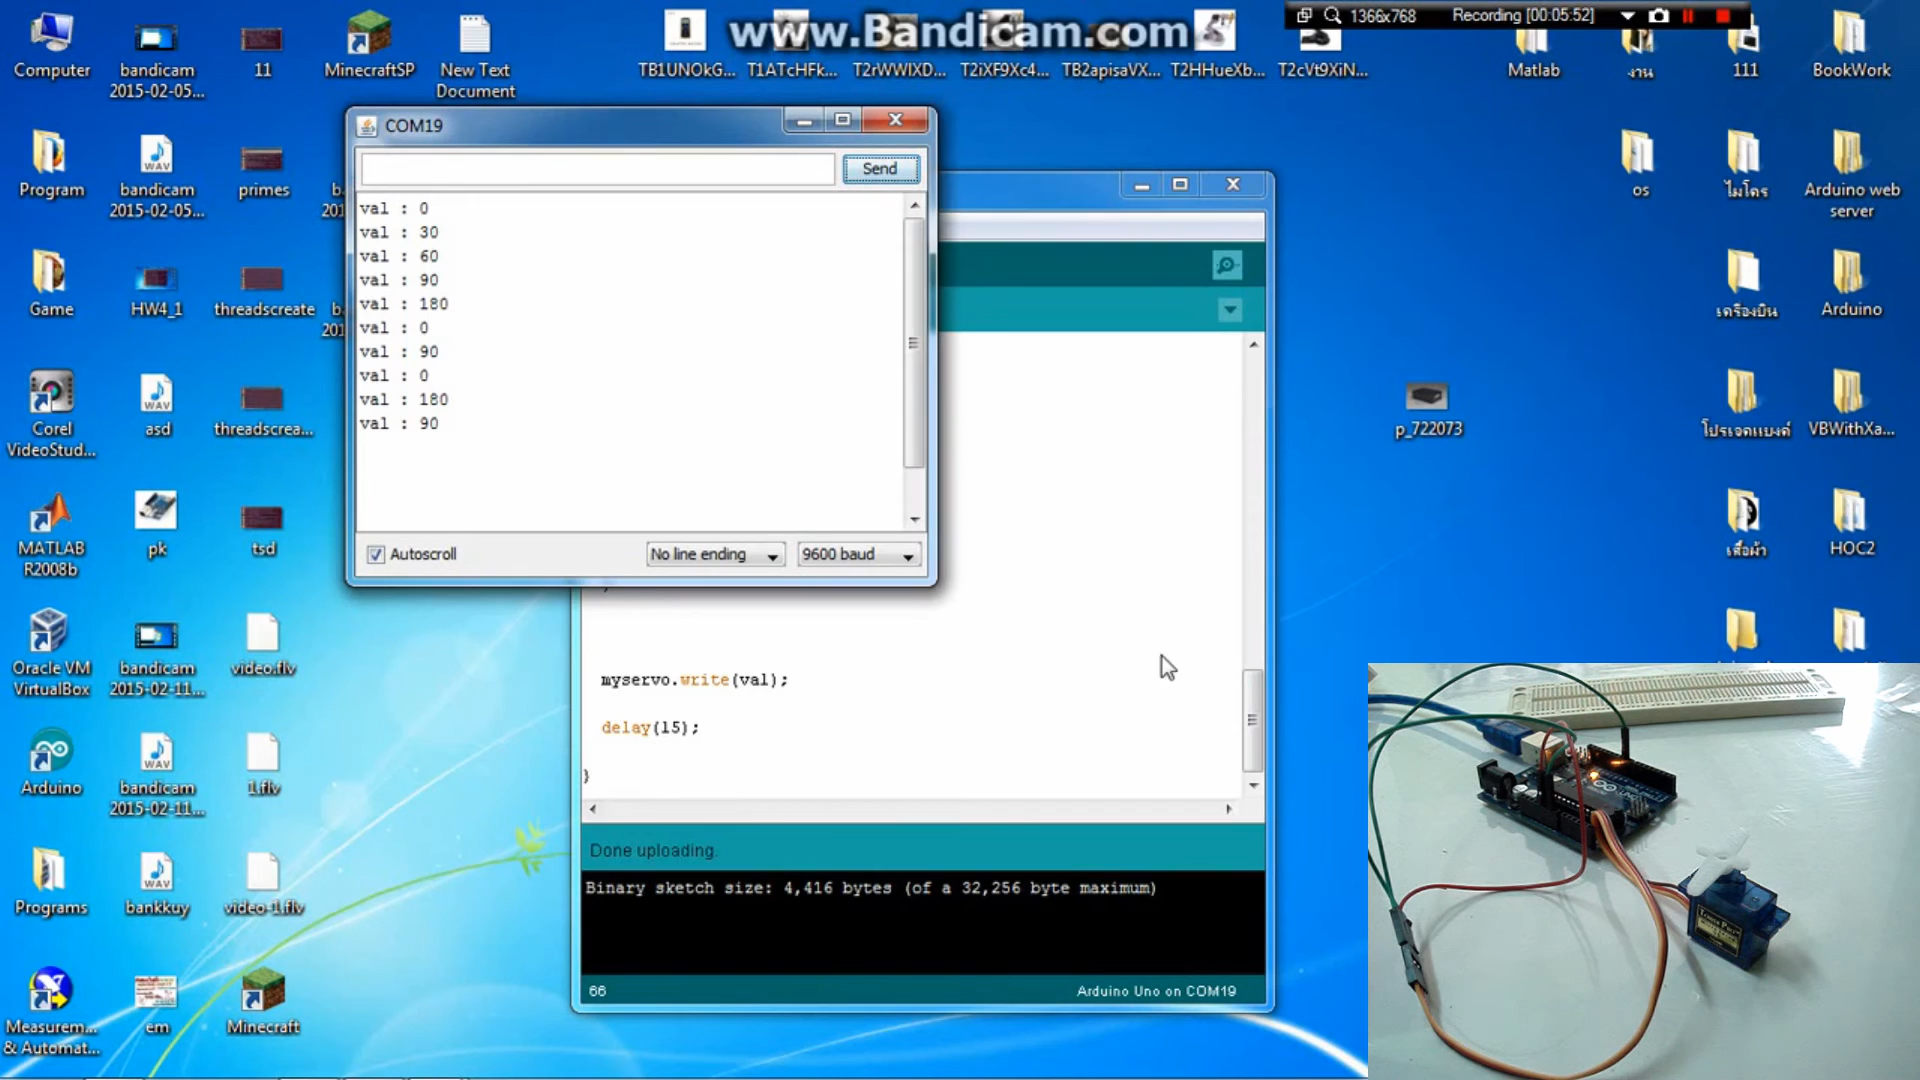 www.Bandicam.com
1366x768
Recording [00:05:52]
Computer
bandicam
2015-02-05...
11
MinecraftSP
New Text
Document
TB1UNOkG...
T1ATcHFk...
T2rWWIXD...
T2iXF9Xc4...
TB2apisaVX...
T2HHueXb...
T2cVt9XiN...
Matlab
งาน
111
BookWork
COM19
Send
val : 0
val : 30
val : 60
val : 90
val : 180
val : 0
val : 90
val : 0
val : 180
val : 90
Autoscroll
No line ending
9600 baud
Program
bandicam
2015-02-05...
primes
os
ไมโคร
Arduino web
server
Game
HW4_1
threadscreate
เครื่องบิน
Arduino
Corel
VideoStud...
asd
threadscrea...
p_722073
โปรเจคแบงค์
VBWithXa...
MATLAB
R2008b
pk
tsd
เสื้อผ้า
HOC2
Oracle VM
VirtualBox
bandicam
2015-02-11...
video.flv
myservo.write(val);
delay(15);
}
Arduino
bandicam
2015-02-11...
1.flv
Done uploading.
Binary sketch size: 4,416 bytes (of a 32,256 byte maximum)
66
Arduino Uno on COM19
Programs
bankkuy
video-1.flv
Measurem...
& Automat...
em
Minecraft